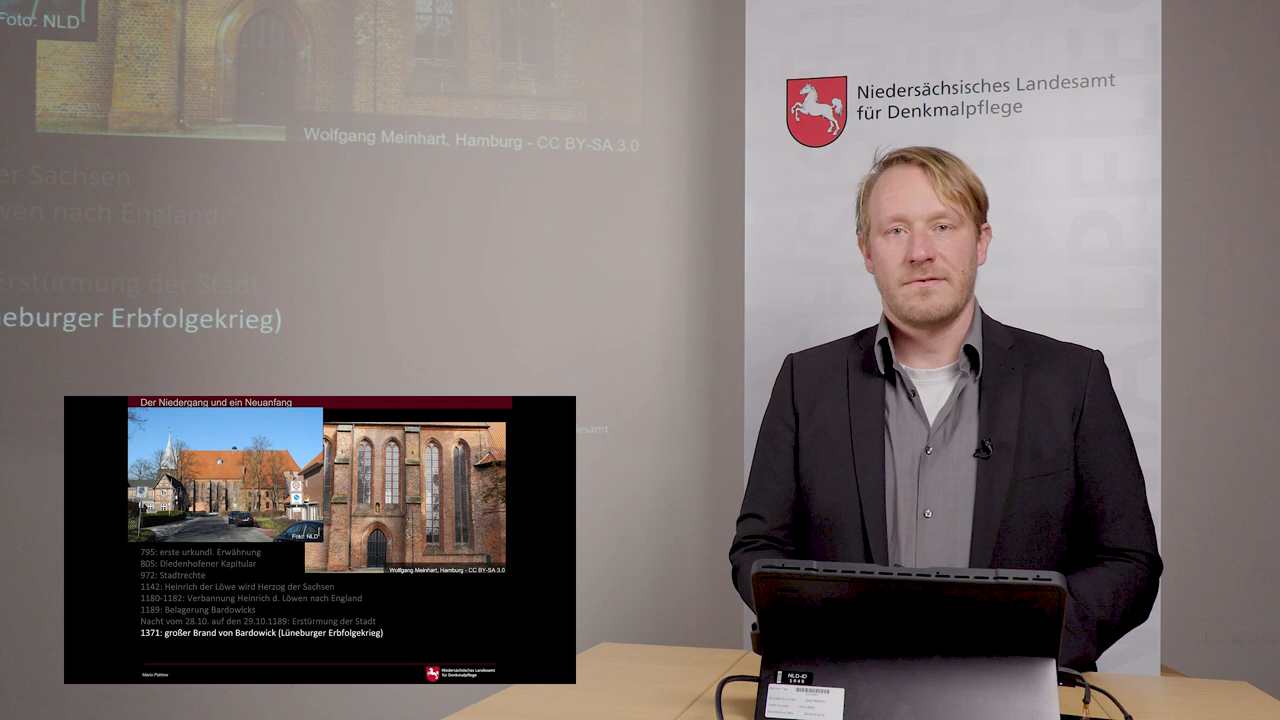 Foto: NLD
Wolfgang Meinhart, Hamburg - CC BY-SA 3.0
er Sachsen
wen nach England
Erstürmung der Stadt
neburger Erbfolgekrieg)
esamt
Niedersächsisches Landesamt
für Denkmalpflege
Der Niedergang und ein Neuanfang
Foto: NLD
Wolfgang Meinhart, Hamburg - CC BY-SA 3.0
795: erste urkundl. Erwähnung
805: Diedenhofener Kapitular
972: Stadtrechte
1142: Heinrich der Löwe wird Herzog der Sachsen
1180-1182: Verbannung Heinrich d. Löwen nach England
1189: Belagerung Bardowicks
Nacht vom 28.10. auf den 29.10.1189: Erstürmung der Stadt
1371: großer Brand von Bardowick (Lüneburger Erbfolgekrieg)
Mario Pahlow
Niedersächsisches Landesamt
für Denkmalpflege
NLD-ID